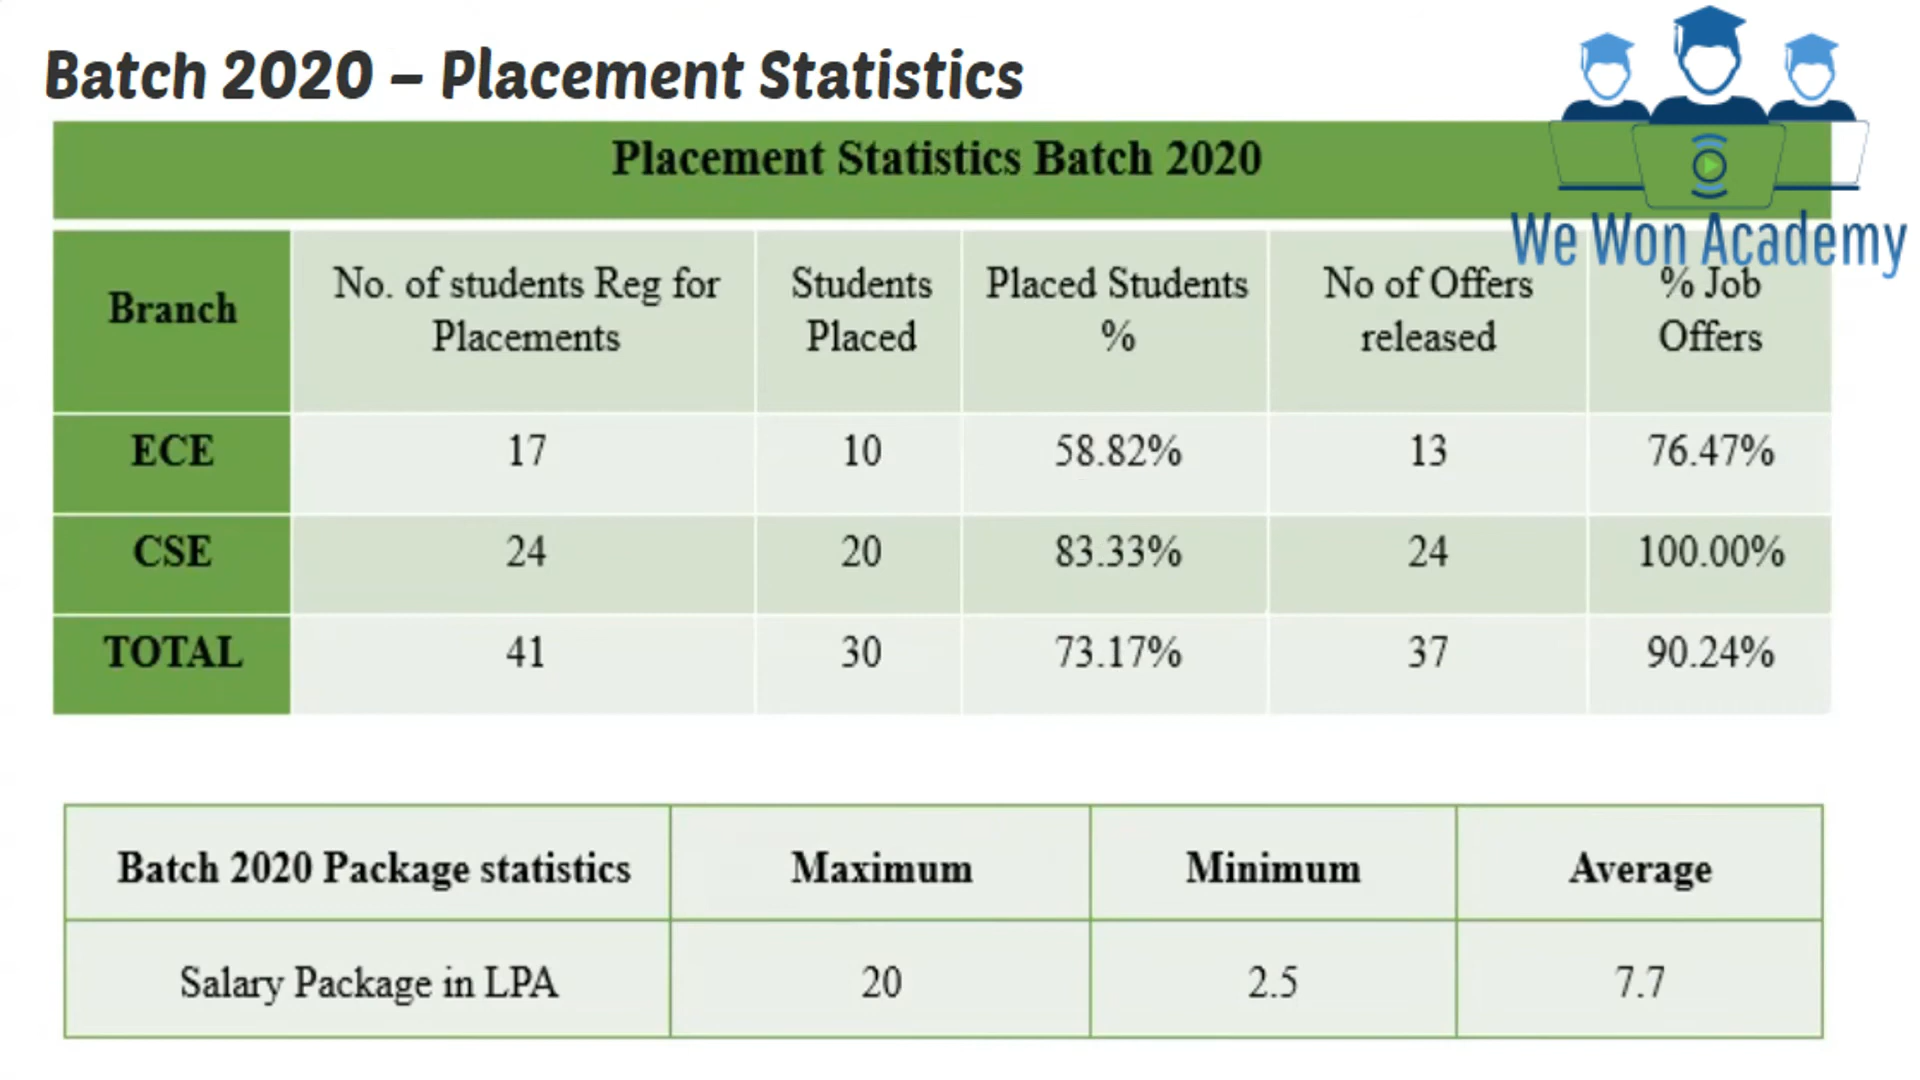 Batch 2020 – Placement Statistics
Placement Statistics Batch 2020
We Won Academy
Branch
No. of students Reg for
Placements
Students
Placed
Placed Students
%
No of Offers
released
% Job
Offers
ECE 17 10 58.82% 13 76.47%
CSE 24 20 83.33% 24 100.00%
TOTAL 41 30 73.17% 37 90.24%
Batch 2020 Package statistics Maximum Minimum Average
Salary Package in LPA 20 2.5 7.7